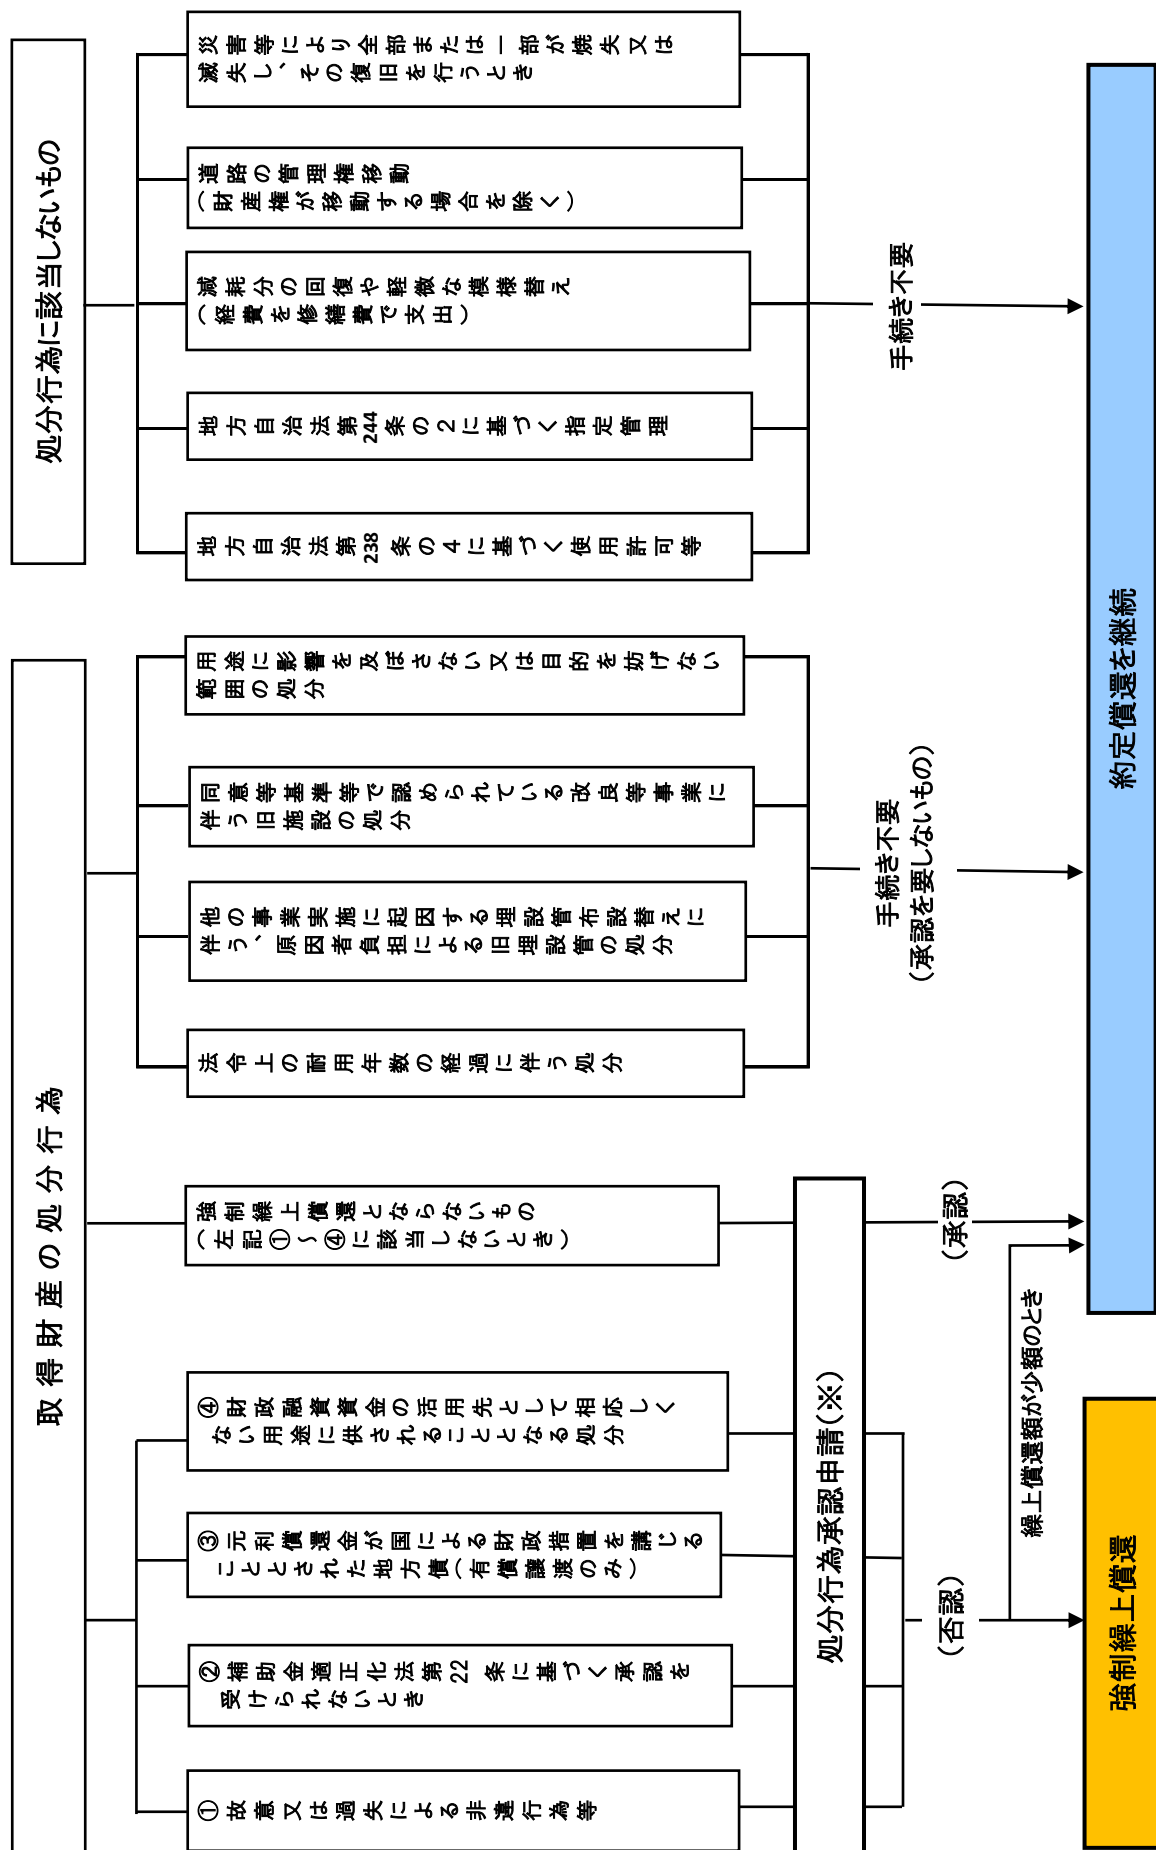 取得財産の処分行為
処分行為に該当しないもの
①故意又は過失による非違行為等
②補助金適正化法第22条に基づく承認を
受けられないとき
③元利償還金が国による財政措置を講じる
こととされた地方債(有償譲渡のみ)
④財政融資資金の活用先として相応しく
ない用途に供されることとなる処分
強制繰上償還とならないもの
(左記①~④に該当しないとき)
法令上の耐用年数の経過に伴う処分
他の事業実施に起因する埋設管布設替えに
伴う、原因者負担による旧埋設管の処分
同意等基準等で認められている改良等事業に
伴う旧施設の処分
用途に影響を及ぼさない又は目的を妨げない
範囲の処分
地方自治法第238条の4に基づく使用許可等
地方自治法第244条の2に基づく指定管理
減耗分の回復や軽微な模様替え
(経費を修繕費で支出)
道路の管理権移動
(財産権が移動する場合を除く)
災害等により全部または一部が焼失又は
滅失し、その復旧を行うとき
処分行為承認申請(※)
(否認)
(承認)
手続き不要
(承認を要しないもの)
手続き不要
繰上償還額が少額のとき
強制繰上償還
約定償還を継続